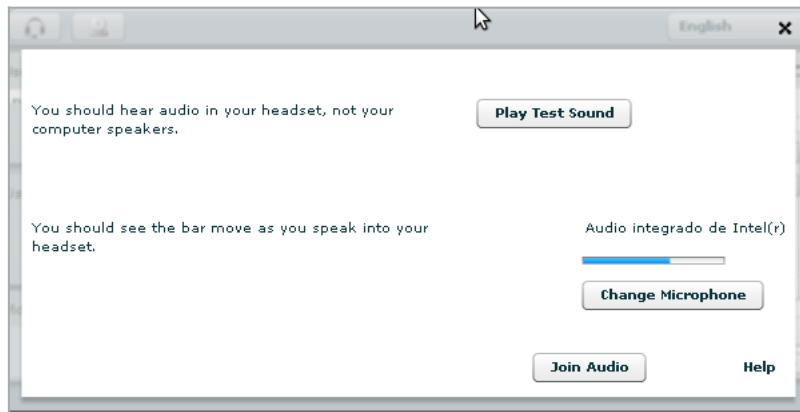 English
You should hear audio in your headset, not your
computer speakers.
Play Test Sound
You should see the bar move as you speak into your
headset.
Audio integrado de Intel(r)
Change Microphone
Join Audio
Help